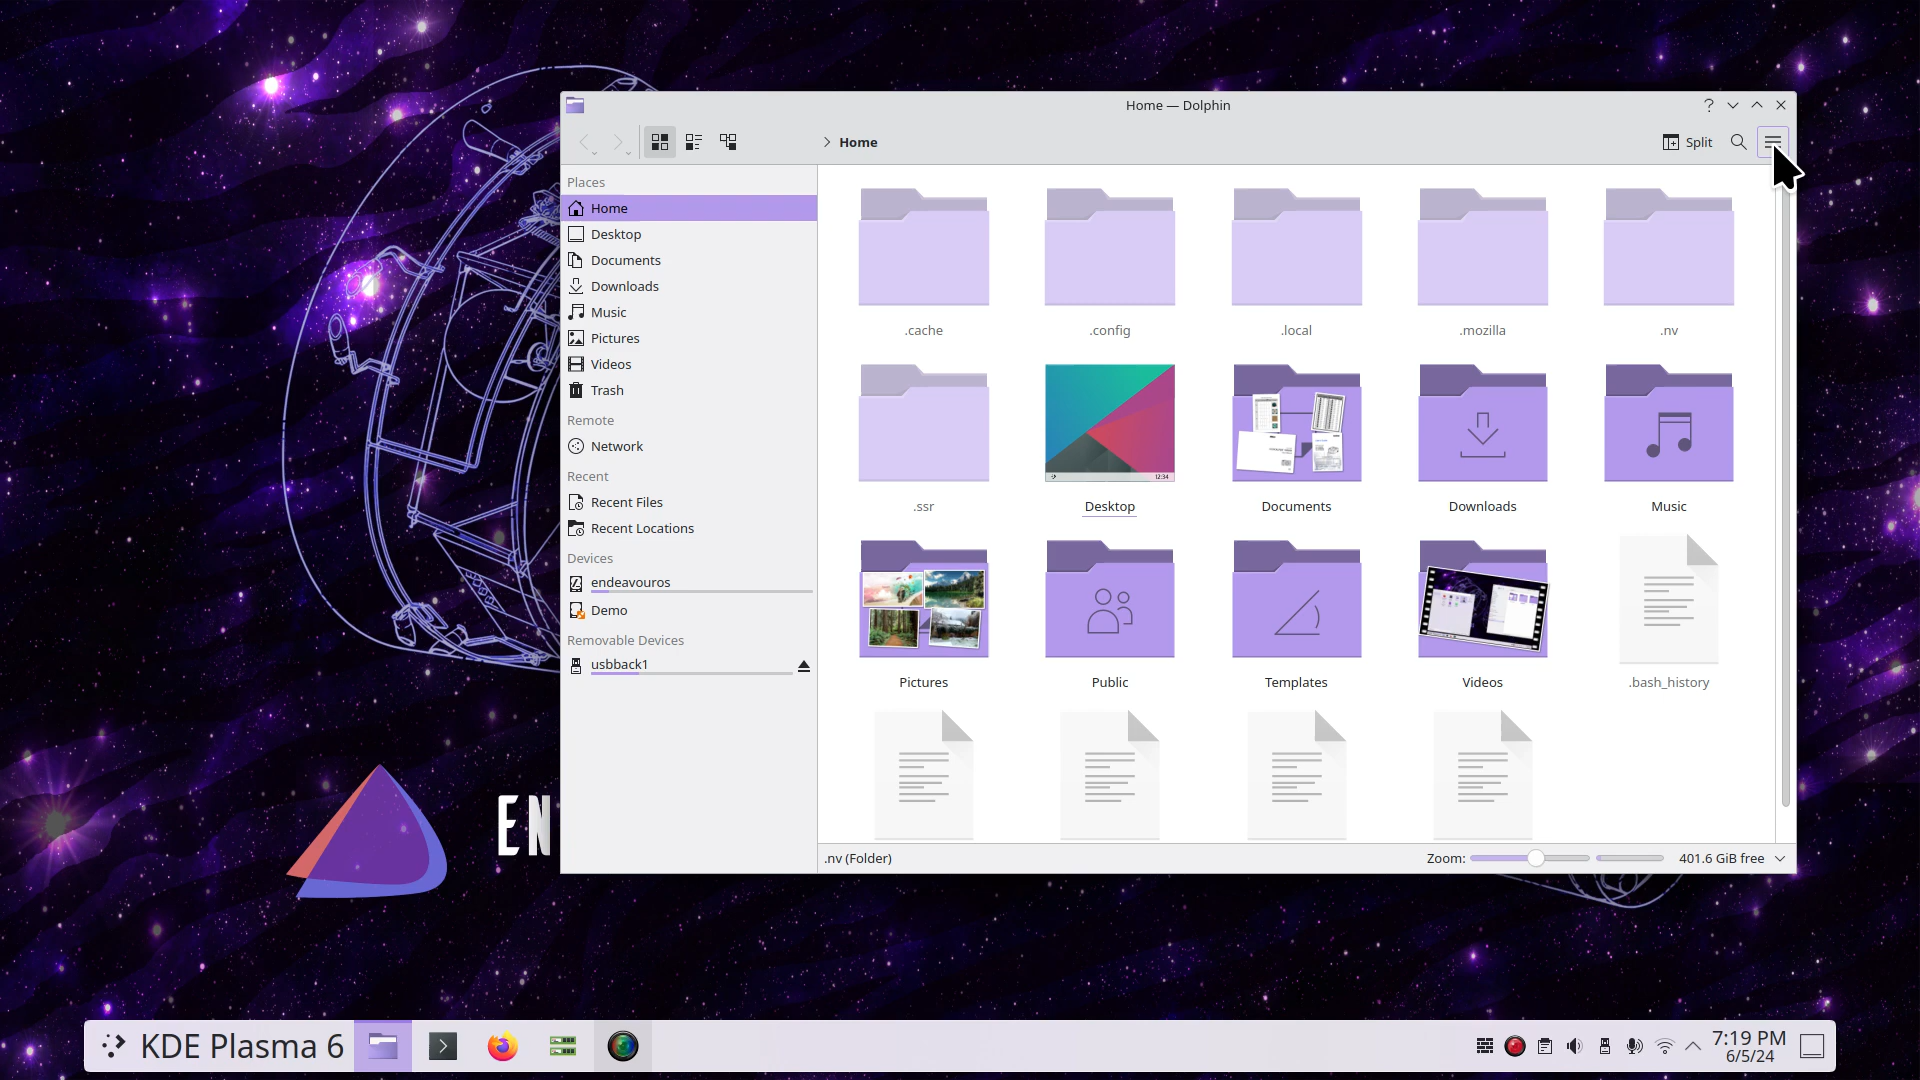 Home — Dolphin
Home
Split
Places
Home
Desktop
Documents
Downloads
Music
Pictures
Videos
Trash
Remote
Network
Recent
Recent Files
Recent Locations
Devices
endeavouros
Demo
Removable Devices
usbback1
.cache
.config
.local
.mozilla
.nv
.ssr
12:34
Desktop
Documents
Downloads
Music
Pictures
Public
Templates
Videos
.bash_history
.nv (Folder)
Zoom:
401.6 GiB free
EN
KDE Plasma 6
7:19 PM
6/5/24